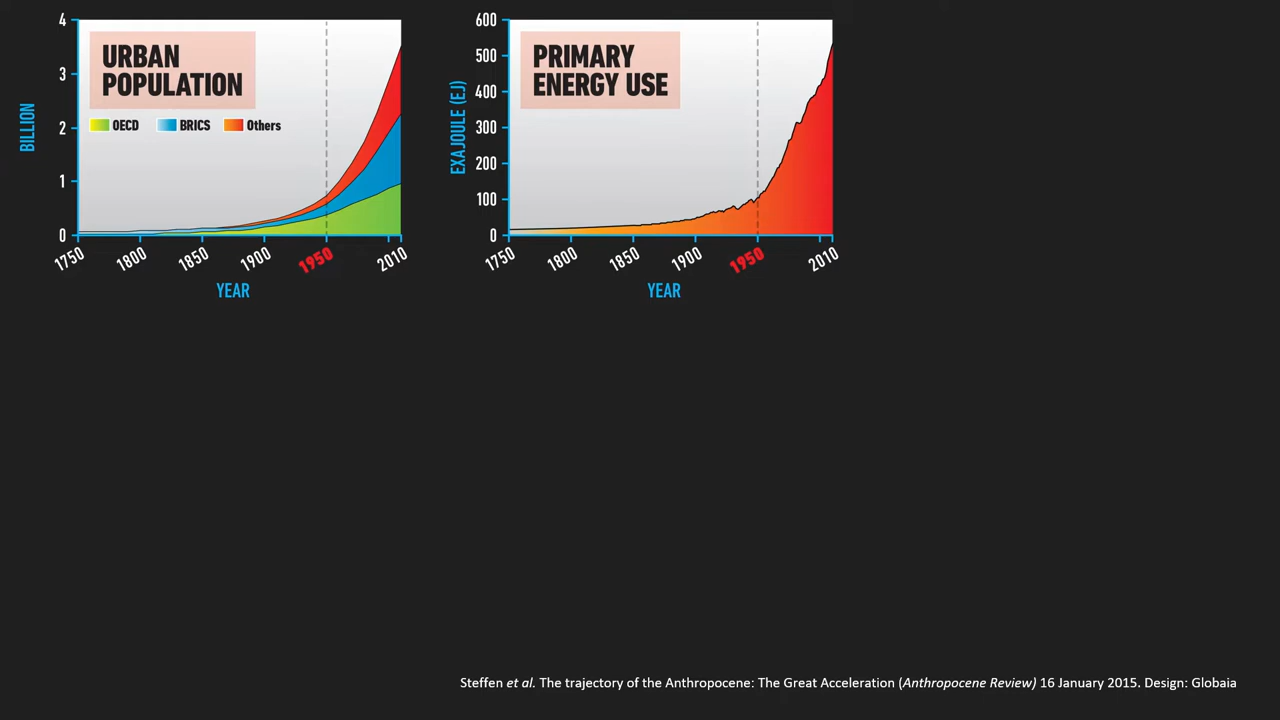 4
URBAN
POPULATION
3
OECD BRICS Others
2
1
0
BILLION
1750 1800 1850 1900 1950 2010
YEAR
600
PRIMARY
ENERGY USE
500
400
300
200
100
0
EXAJOULE (EJ)
1750 1800 1850 1900 1950 2010
YEAR
Steffen et al. The trajectory of the Anthropocene: The Great Acceleration (Anthropocene Review) 16 January 2015. Design: Globaia